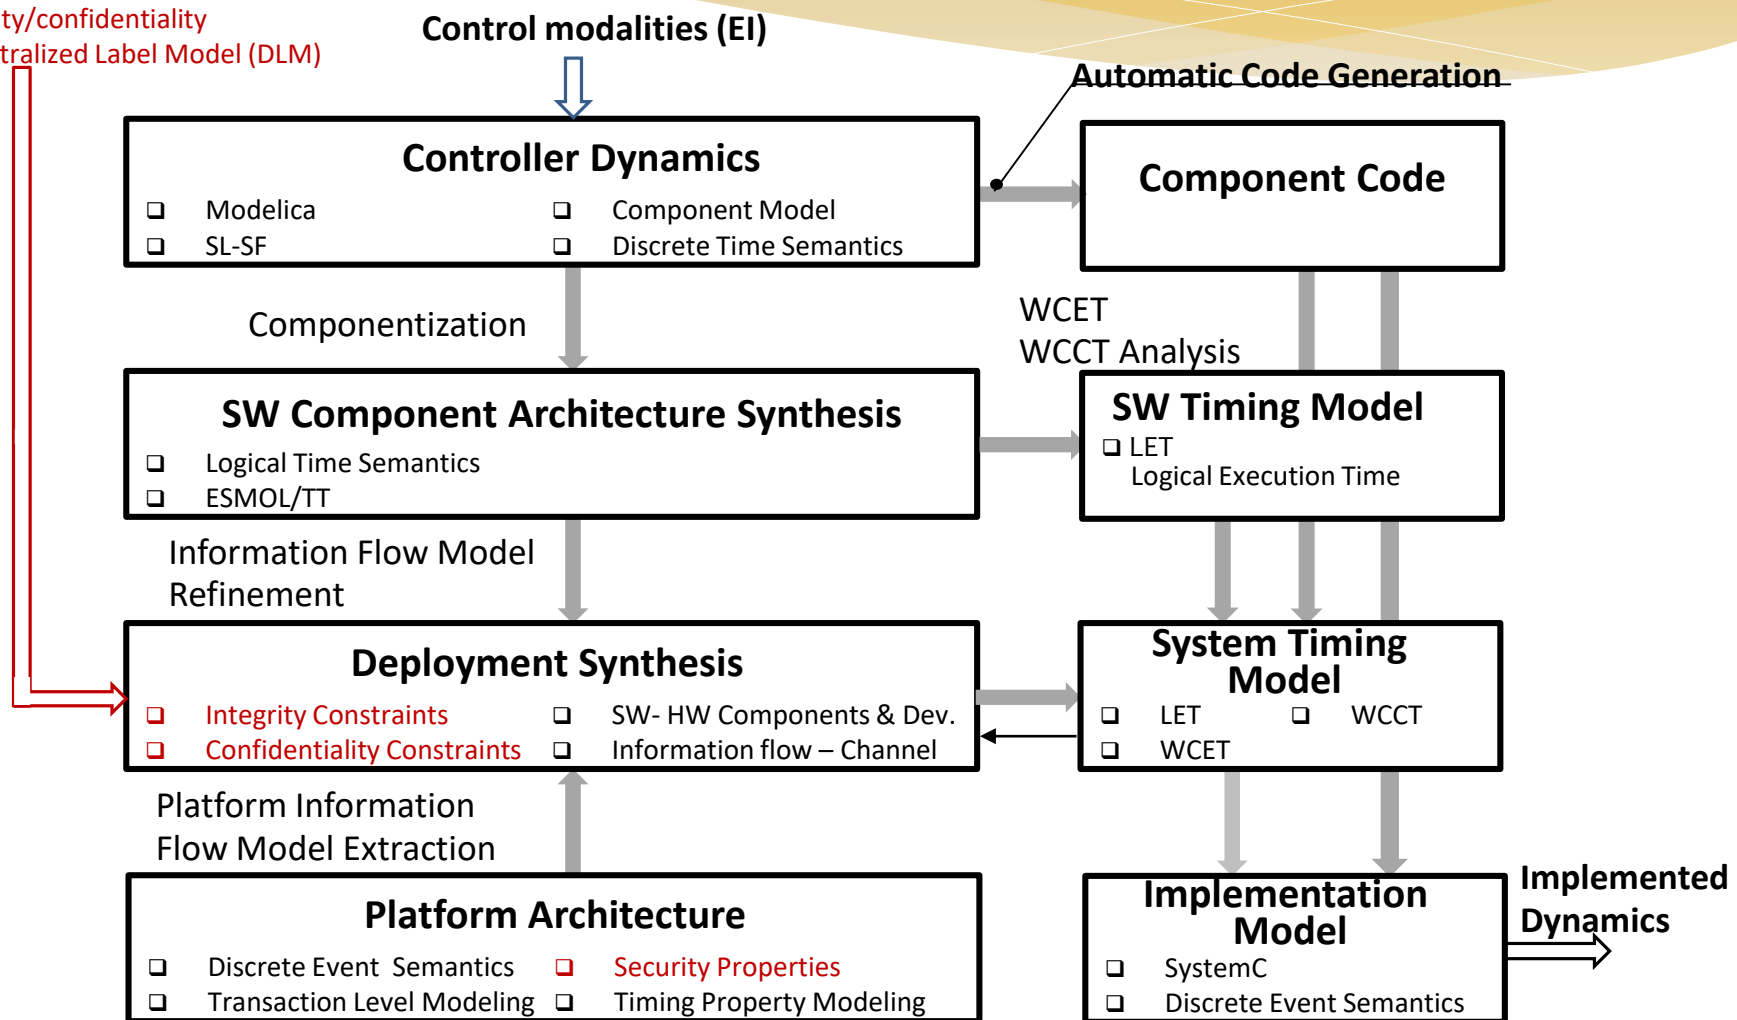 ty/confidentiality
tralized Label Model (DLM)
Control modalities (EI)
Automatic Code Generation
Controller Dynamics
❑ Modelica
❑ Component Model
❑ SL-SF
❑ Discrete Time Semantics
Component Code
Componentization
WCET
WCCT Analysis
SW Component Architecture Synthesis
❑ Logical Time Semantics
❑ ESMOL/TT
SW Timing Model
❑ LET
Logical Execution Time
Information Flow Model
Refinement
Deployment Synthesis
❑ Integrity Constraints
❑ SW- HW Components & Dev.
❑ Confidentiality Constraints
❑ Information flow – Channel
System Timing
Model
❑ LET
❑ WCCT
❑ WCET
Platform Information
Flow Model Extraction
Platform Architecture
❑ Discrete Event Semantics
❑ Security Properties
❑ Transaction Level Modeling
❑ Timing Property Modeling
Implementation
Model
❑ SystemC
❑ Discrete Event Semantics
Implemented
Dynamics